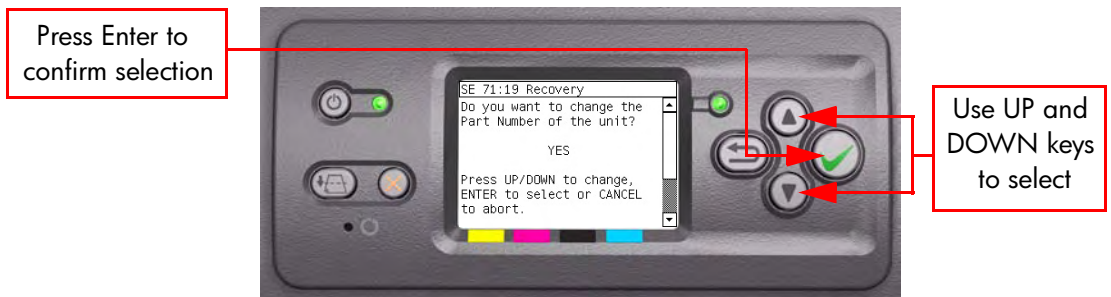 Press Enter to
confirm selection
SE 71:19 Recovery
Do you want to change the
Part Number of the unit?
YES
Press UP/DOWN to change,
ENTER to select or CANCEL
to abort.
Use UP and
DOWN keys
to select